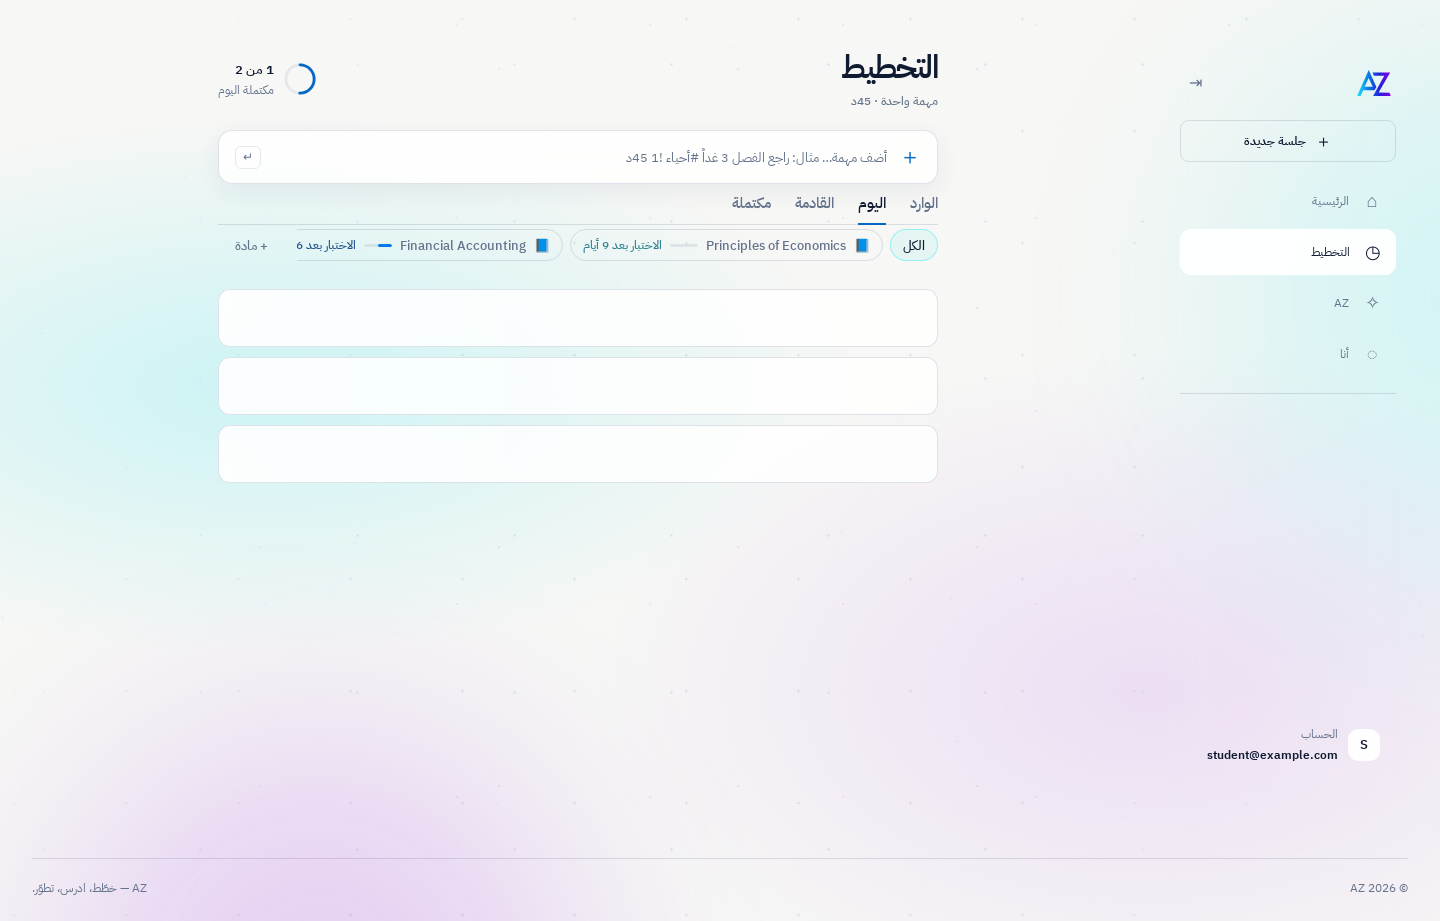 AZ
+ جلسة جديدة
الرئيسية
التخطيط
AZ
أنا
الحساب
S
student@example.com
التخطيط
مهمة واحدة · 45د
1 من 2
مكتملة اليوم
+ أضف مهمة... مثال: راجع الفصل 3 غداً #أحياء !1 45د
الوارد اليوم القادمة مكتملة
الكل
Principles of Economics الاختبار بعد 9 أيام
Financial Accounting الاختبار بعد 6
+ مادة
© 2026 AZ
AZ — خطّط، ادرس، تطوّر.